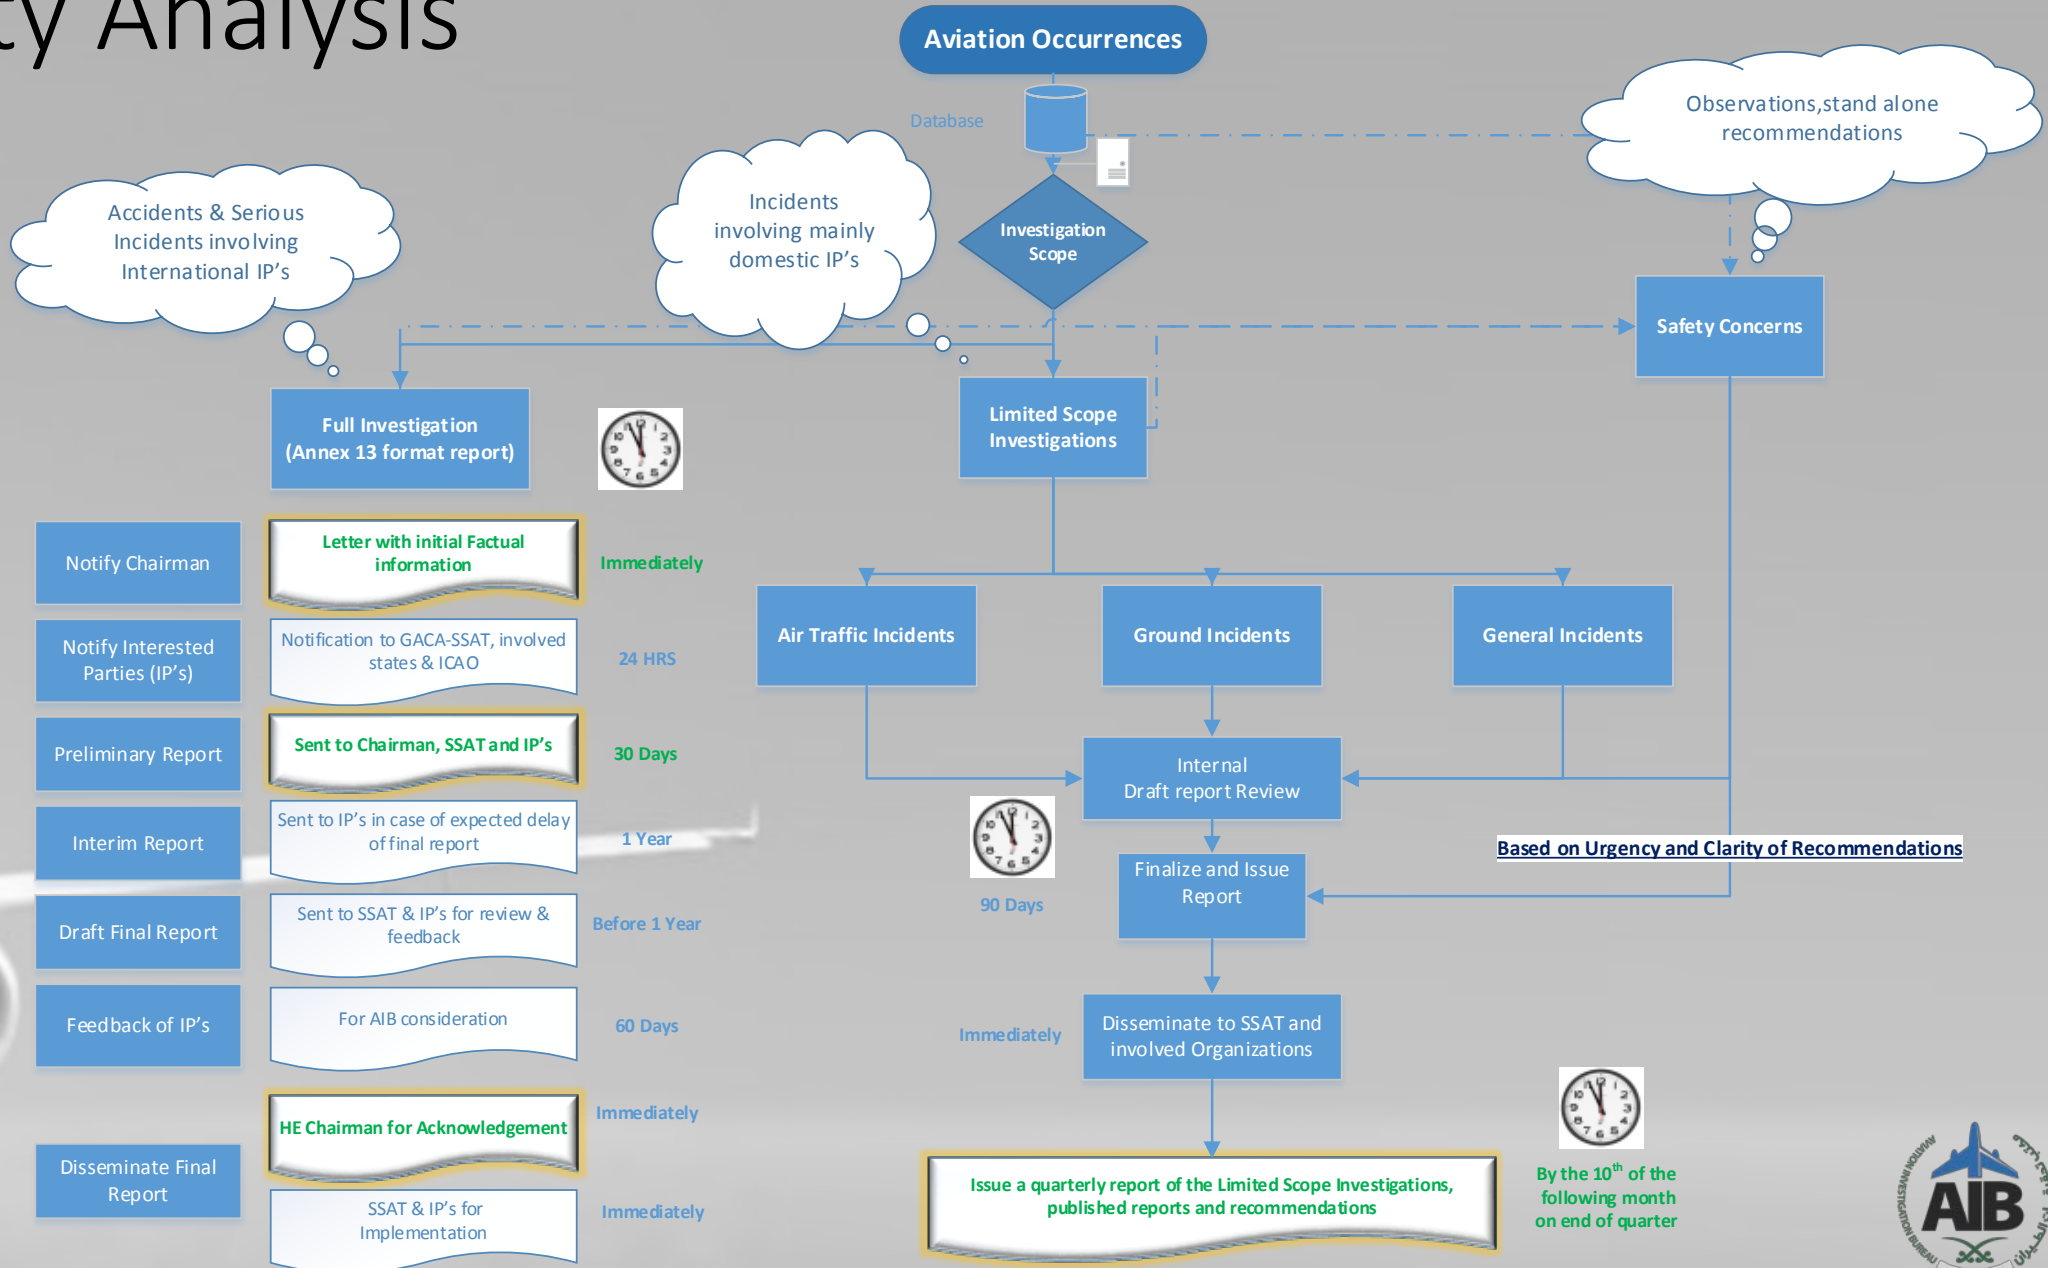 ty Analysis
Aviation Occurrences
Database
Observations,stand alone
recommendations
Accidents & Serious
Incidents involving
International IP's
Incidents
involving mainly
domestic IP's
Investigation
Scope
Safety Concerns
Full Investigation
(Annex 13 format report)
Limited Scope
Investigations
Notify Chairman
Letter with initial Factual
information
Immediately
Notify Interested
Parties (IP's)
Notification to GACA-SSAT, involved
states & ICAO
24 HRS
Preliminary Report
Sent to Chairman, SSAT and IP's
30 Days
Interim Report
Sent to IP's in case of expected delay
of final report
1 Year
Draft Final Report
Sent to SSAT & IP's for review &
feedback
Before 1 Year
Feedback of IP's
For AIB consideration
60 Days
Disseminate Final
Report
HE Chairman for Acknowledgement
Immediately
SSAT & IP's for
Implementation
Immediately
Air Traffic Incidents
Ground Incidents
General Incidents
Internal
Draft report Review
Based on Urgency and Clarity of Recommendations
Finalize and Issue
Report
90 Days
Disseminate to SSAT and
involved Organizations
Immediately
Issue a quarterly report of the Limited Scope Investigations,
published reports and recommendations
By the 10th of the
following month
on end of quarter
AVIATION INVESTIGATION BUREAU
AIB